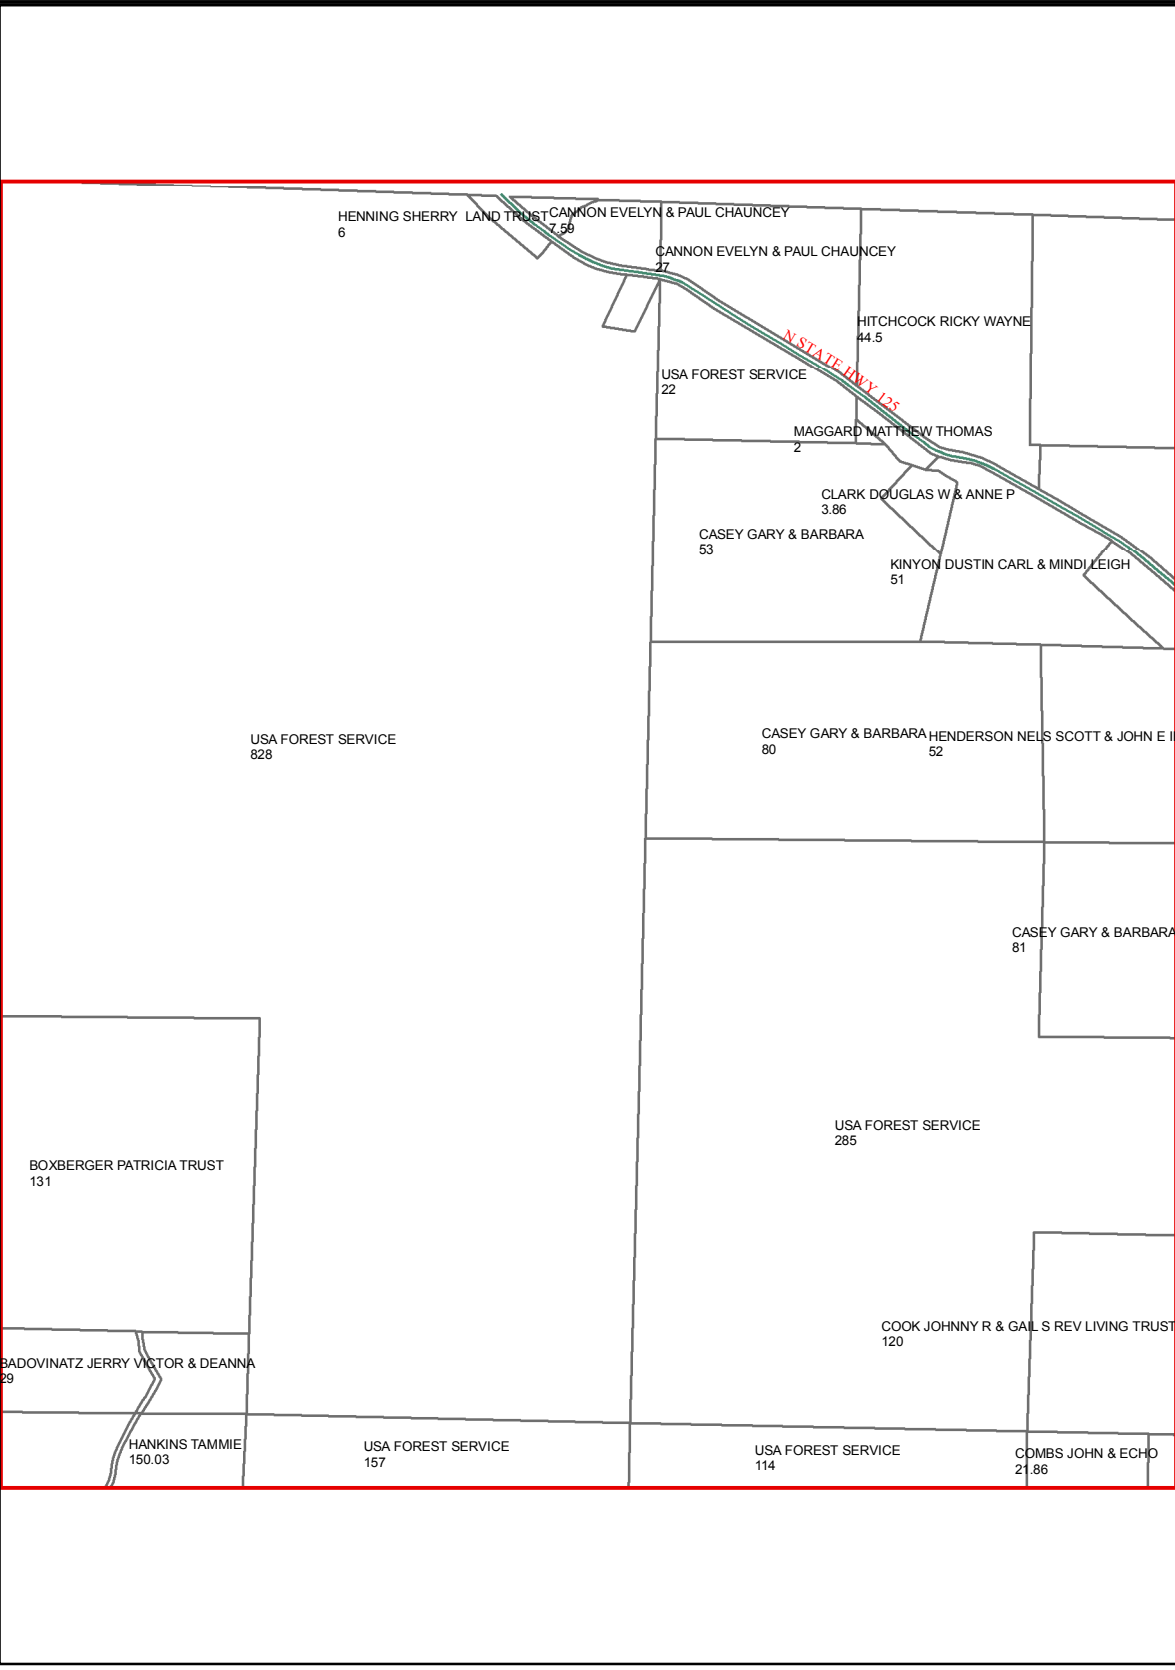 HENNING SHERRY  LAND TRUST
6
CANNON EVELYN & PAUL CHAUNCEY
7.59
CANNON EVELYN & PAUL CHAUNCEY
27
HITCHCOCK RICKY WAYNE
44.5
N STATE HWY 125
USA FOREST SERVICE
22
MAGGARD MATTHEW THOMAS
2
CLARK DOUGLAS W & ANNE P
3.86
CASEY GARY & BARBARA
53
KINYON DUSTIN CARL & MINDI LEIGH
51
USA FOREST SERVICE
828
CASEY GARY & BARBARA
80
HENDERSON NELS SCOTT & JOHN E
52
CASEY GARY & BARBARA
81
USA FOREST SERVICE
285
BOXBERGER PATRICIA TRUST
131
COOK JOHNNY R & GAIL S REV LIVING TRUST
120
BADOVINATZ JERRY VICTOR & DEANNA
29
HANKINS TAMMIE
150.03
USA FOREST SERVICE
157
USA FOREST SERVICE
114
COMBS JOHN & ECHO
21.86